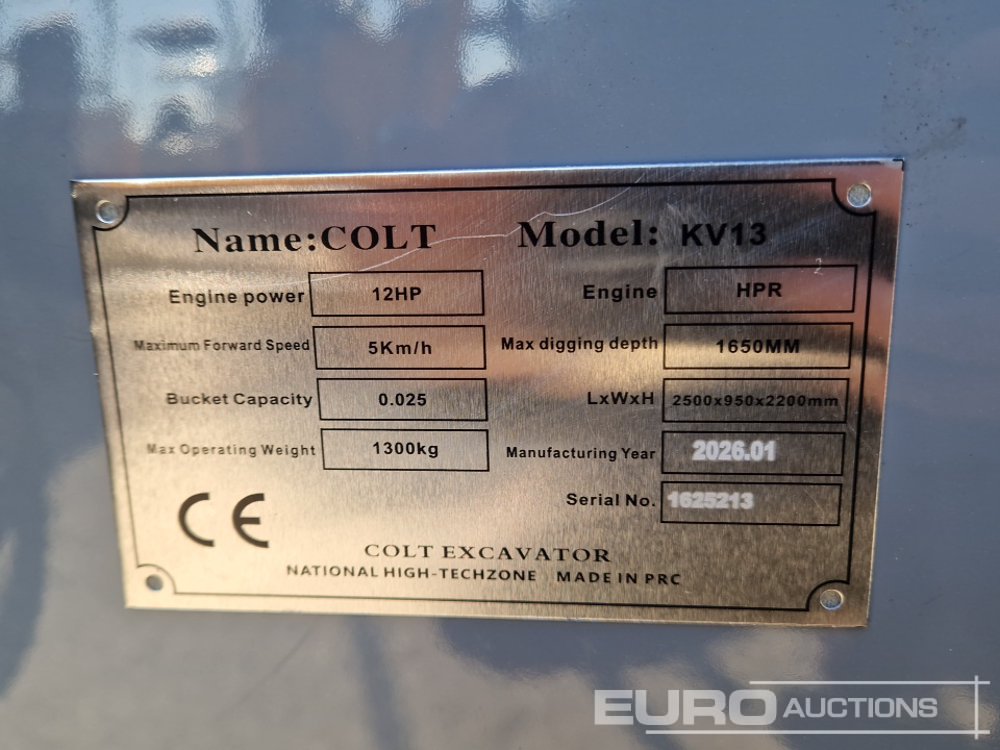 Name:COLT Model: KV13
Engine power 12HP Engine HPR
Maximum Forward Speed 5Km/h Max digging depth 1650MM
Bucket Capacity 0.025 LxWxH 2500x950x2200mm
Max Operating Weight 1300kg Manufacturing Year 2026.01
Serial No. 1625213
CE
COLT EXCAVATOR
NATIONAL HIGH-TECHZONE MADE IN PRC
EURO AUCTIONS